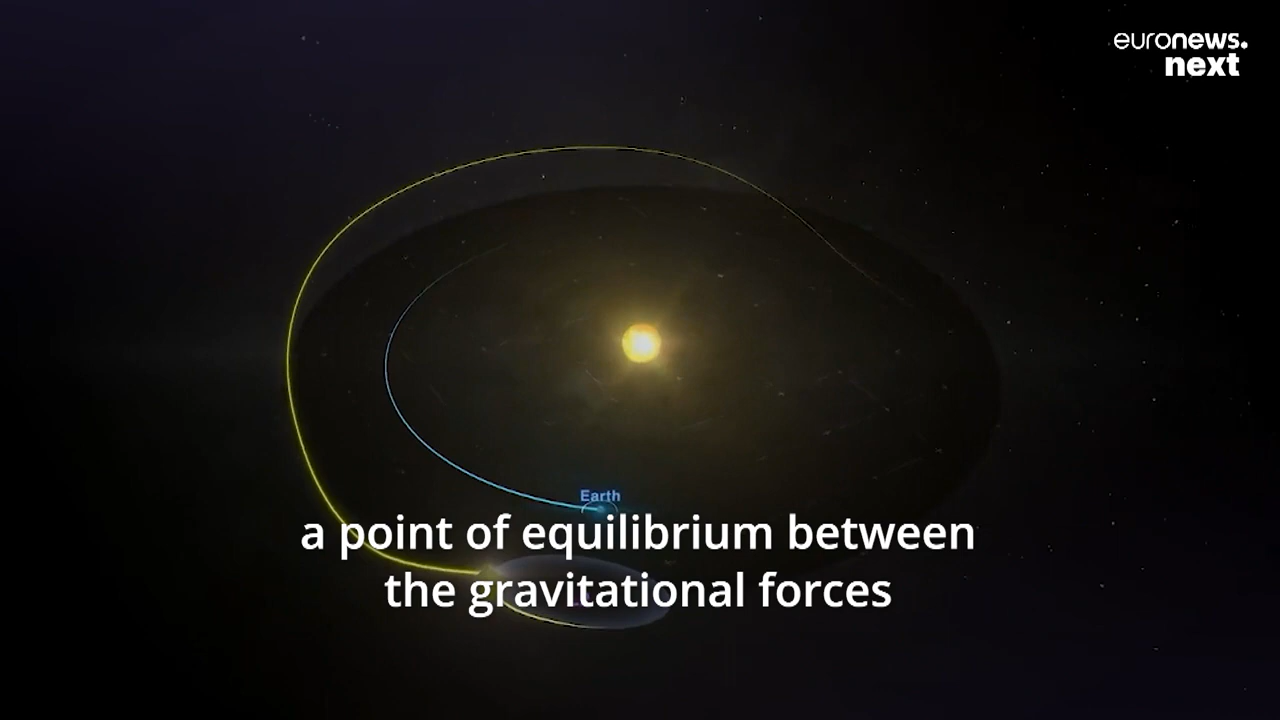 euronews.
next
Earth
a point of equilibrium between
the gravitational forces